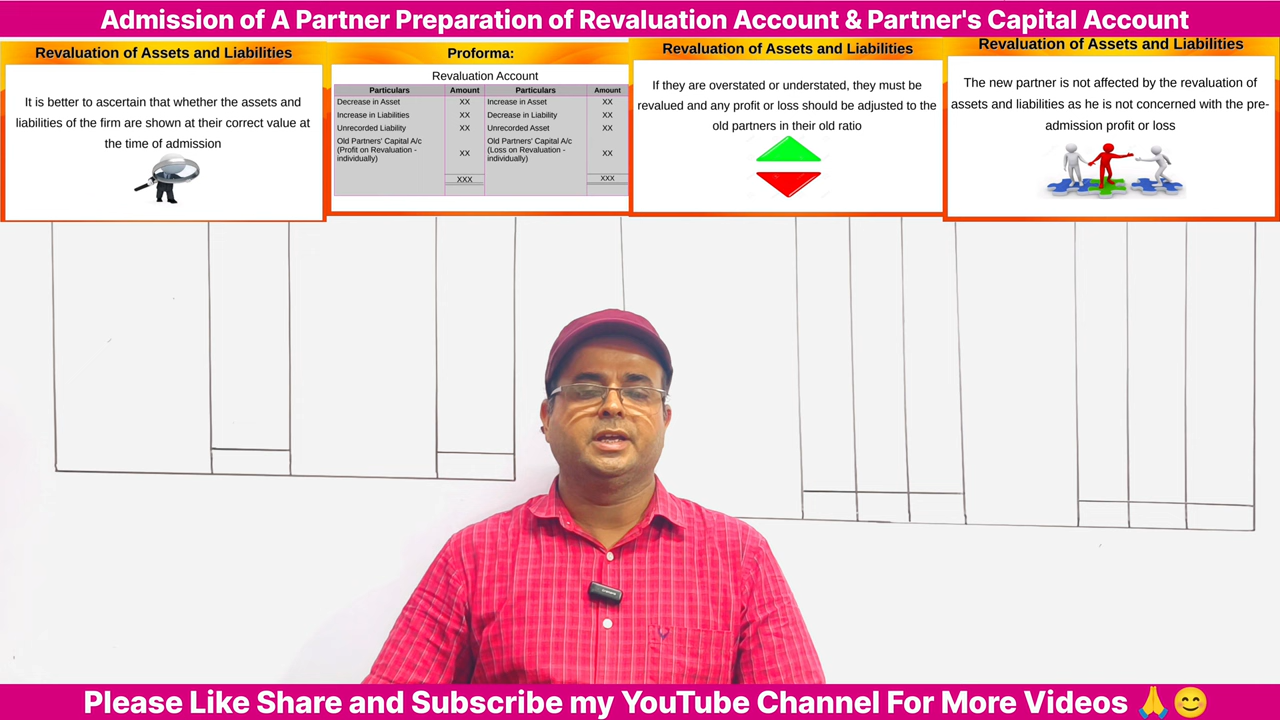 Admission of A Partner Preparation of Revaluation Account & Partner's Capital Account
Revaluation of Assets and Liabilities
It is better to ascertain that whether the assets and
liabilities of the firm are shown at their correct value at
the time of admission
Proforma:
Revaluation Account
Particulars Amount Particulars Amount
Decrease in Asset XX Increase in Asset XX
Increase in Liabilities XX Decrease in Liability XX
Unrecorded Liability XX Unrecorded Asset XX
Old Partners' Capital A/c Old Partners' Capital A/c
(Profit on Revaluation - XX (Loss on Revaluation - XX
individually) individually)
XXX XXX
Revaluation of Assets and Liabilities
If they are overstated or understated, they must be
revalued and any profit or loss should be adjusted to the
old partners in their old ratio
Revaluation of Assets and Liabilities
The new partner is not affected by the revaluation of
assets and liabilities as he is not concerned with the pre-
admission profit or loss
Please Like Share and Subscribe my YouTube Channel For More Videos 🙏😊